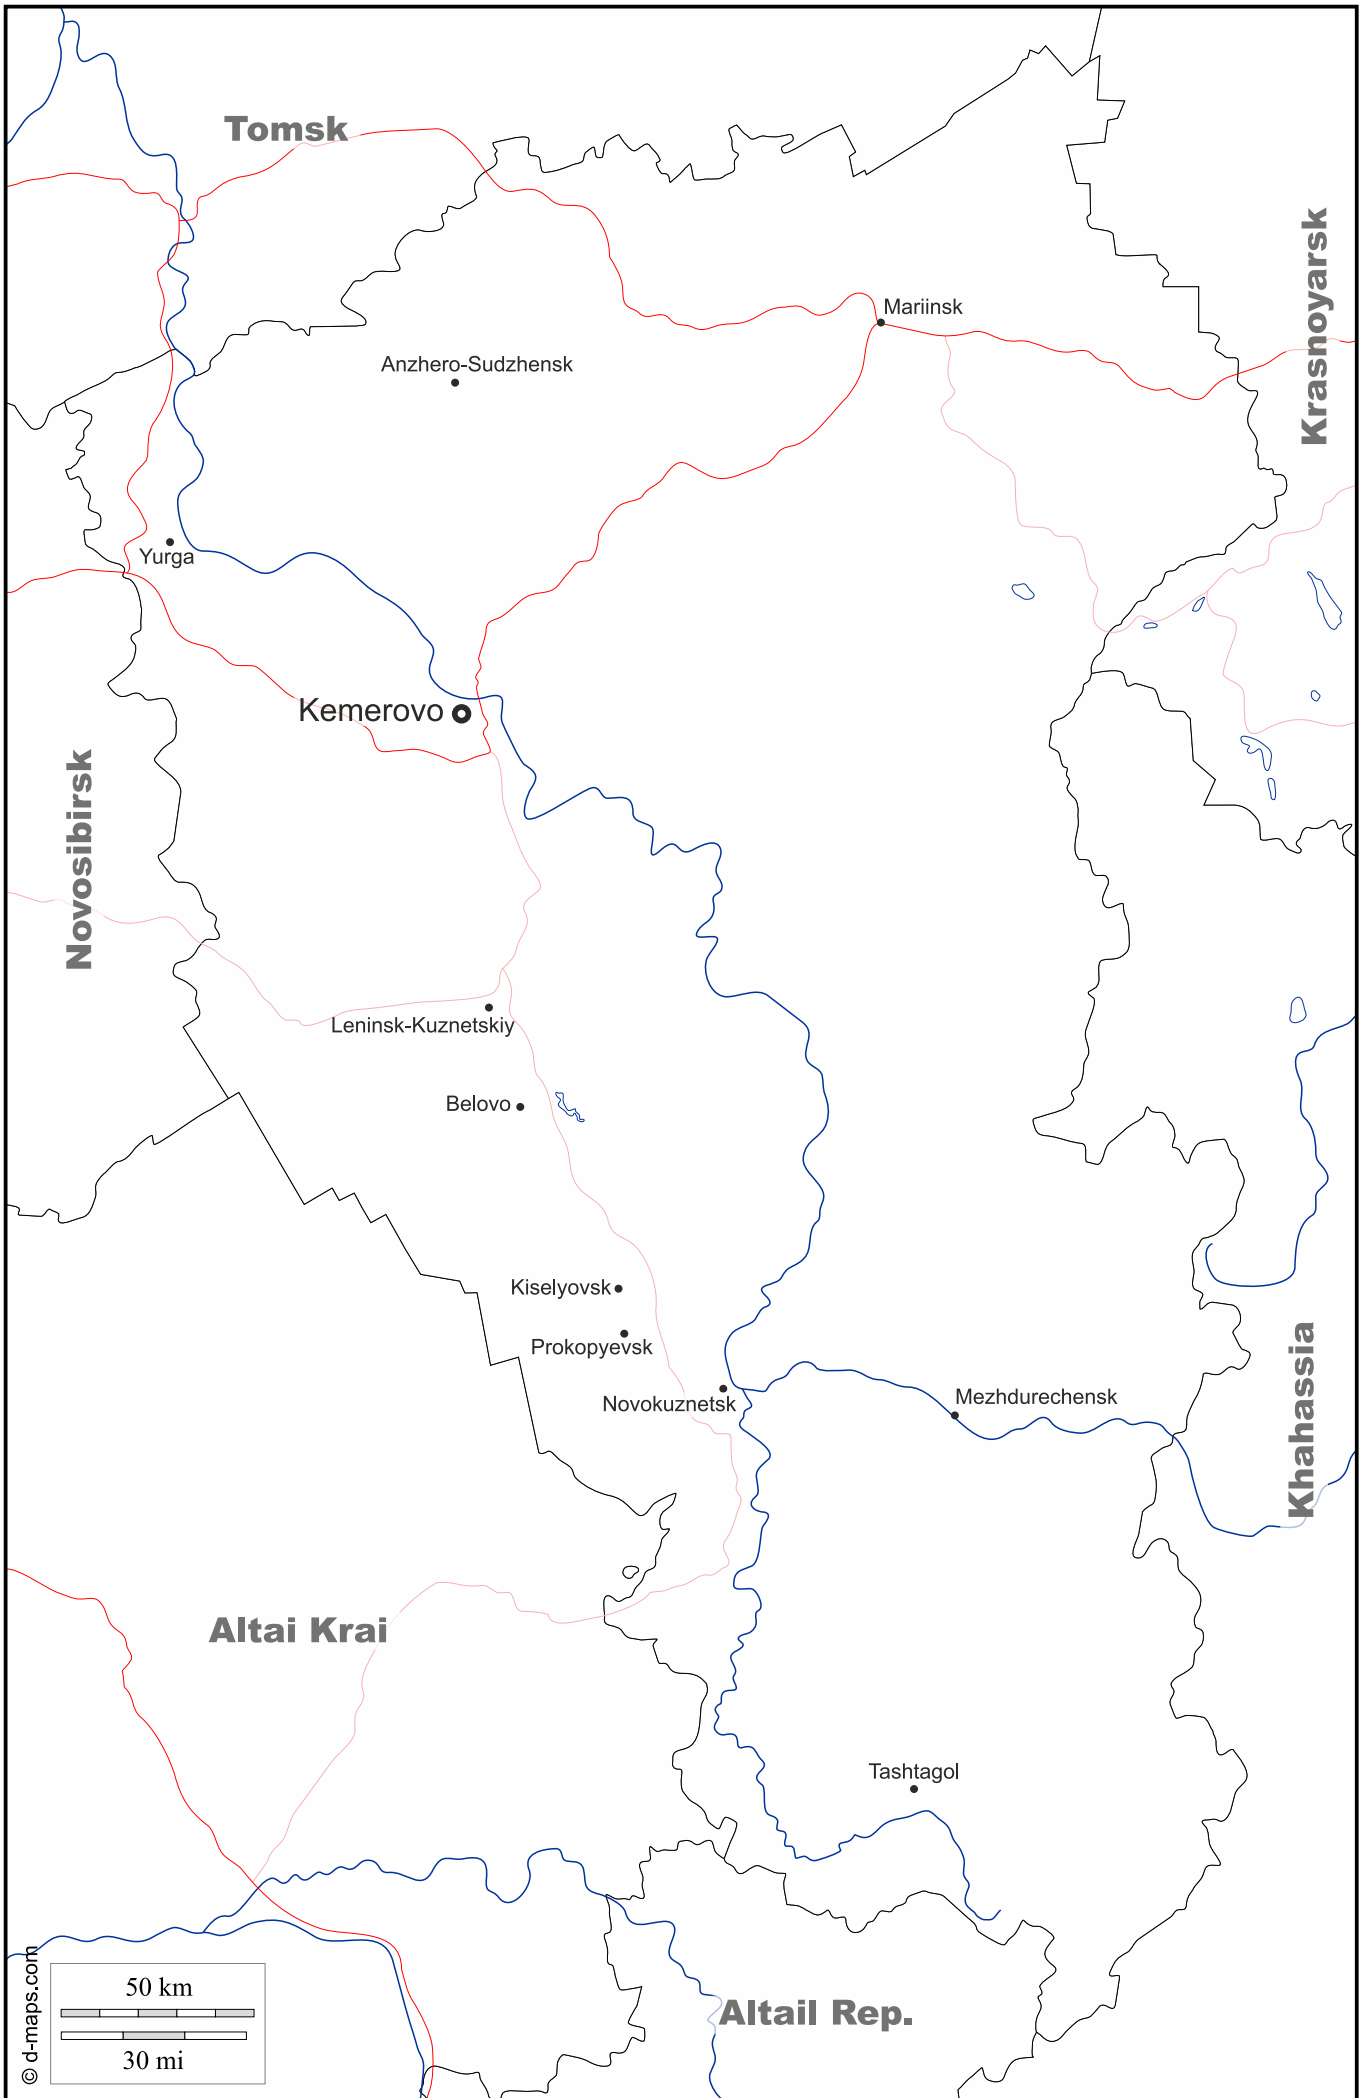 Tomsk
Krasnoyarsk
Mariinsk
Anzhero-Sudzhensk
Yurga
Kemerovo
Novosibirsk
Leninsk-Kuznetskiy
Belovo
Kiselyovsk
Prokopyevsk
Novokuznetsk
Mezhdurechensk
Khahassia
Altai Krai
Tashtagol
Altail Rep.
© d-maps.com
50 km
30 mi